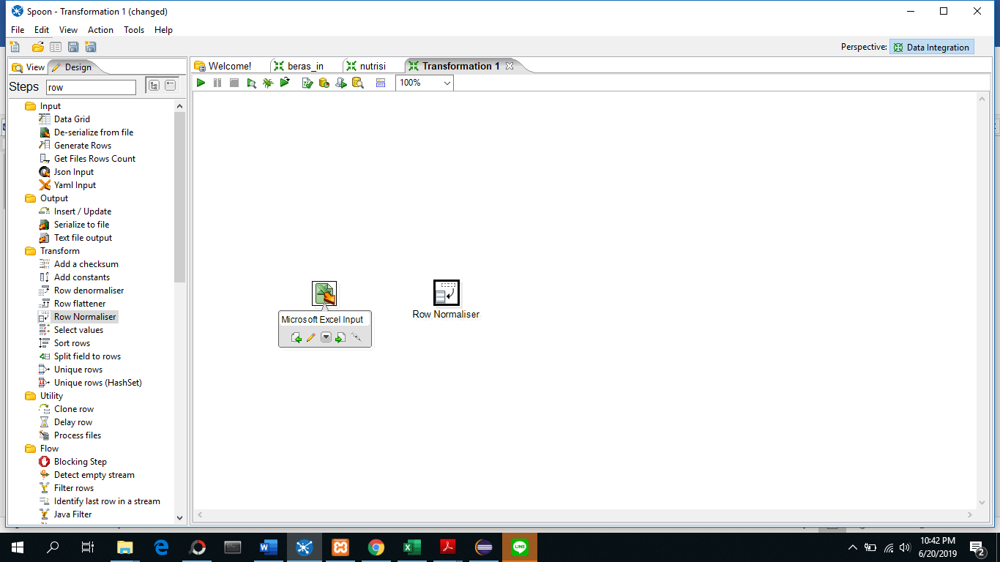 Spoon - Transformation 1 (changed)
File Edit View Action Tools Help
Perspective: Data Integration
View Design
Welcome! beras_in nutrisi Transformation 1
Steps row
100%
Input
Data Grid
De-serialize from file
Generate Rows
Get Files Rows Count
Json Input
Yaml Input
Output
Insert / Update
Serialize to file
Text file output
Transform
Add a checksum
Add constants
Row denormaliser
Row flattener
Row Normaliser
Select values
Sort rows
Split field to rows
Unique rows
Unique rows (HashSet)
Utility
Clone row
Delay row
Process files
Flow
Blocking Step
Detect empty stream
Filter rows
Identify last row in a stream
Java Filter
Microsoft Excel Input
Row Normaliser
LINE
10:42 PM
6/20/2019
2